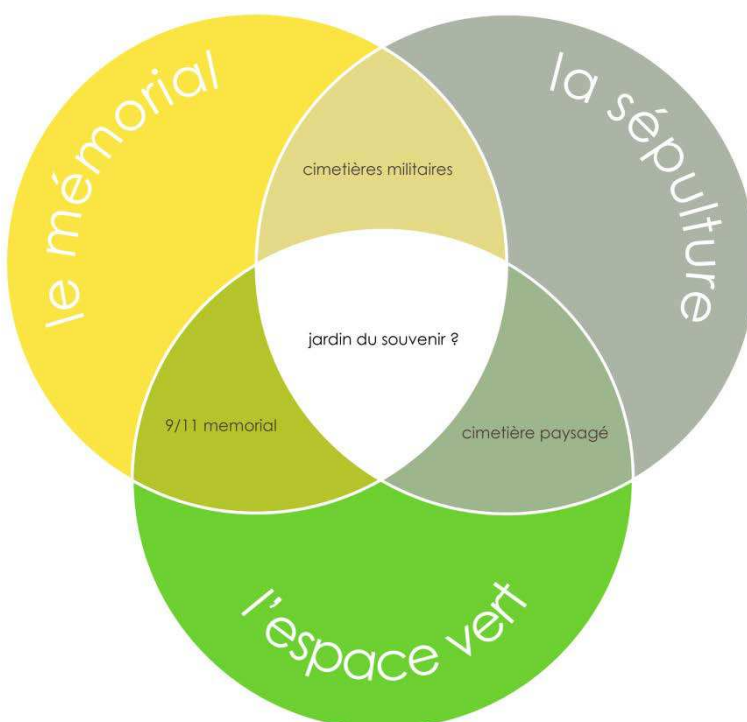 le mémorial
la sépulture
cimetières militaires
jardin du souvenir ?
9/11 memorial
cimetière paysagé
l'espace vert